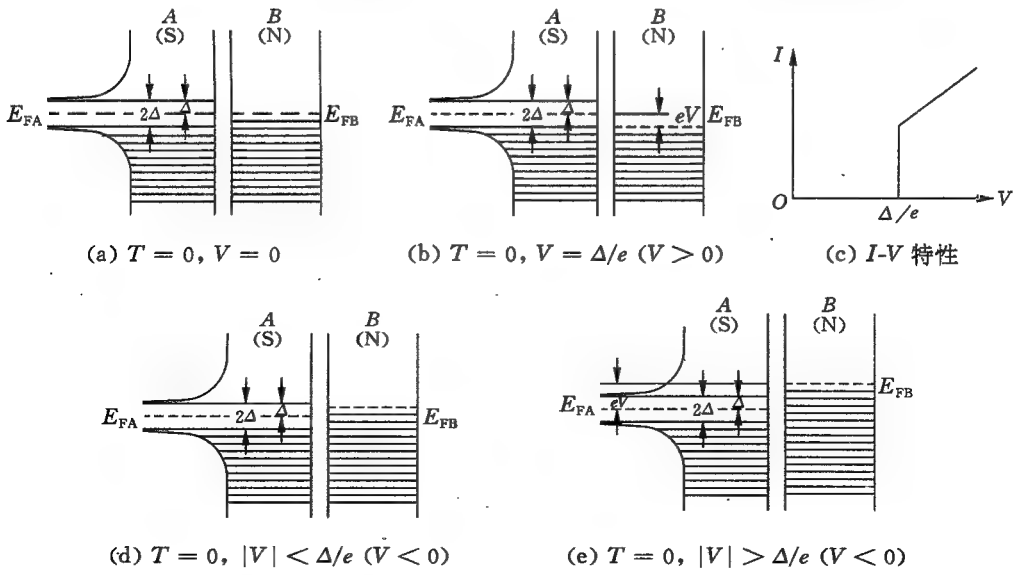 A
(S)
B
(N)
E_FA
2Δ
Δ
E_FB
(a) T = 0, V = 0
A
(S)
B
(N)
E_FA
2Δ
Δ
eV
E_FB
(b) T = 0, V = Δ/e (V > 0)
I
O
Δ/e
V
(c) I-V 特性
A
(S)
B
(N)
E_FA
2Δ
Δ
E_FB
(d) T = 0, |V| < Δ/e (V < 0)
A
(S)
B
(N)
E_FA
eV
2Δ
Δ
E_FB
(e) T = 0, |V| > Δ/e (V < 0)